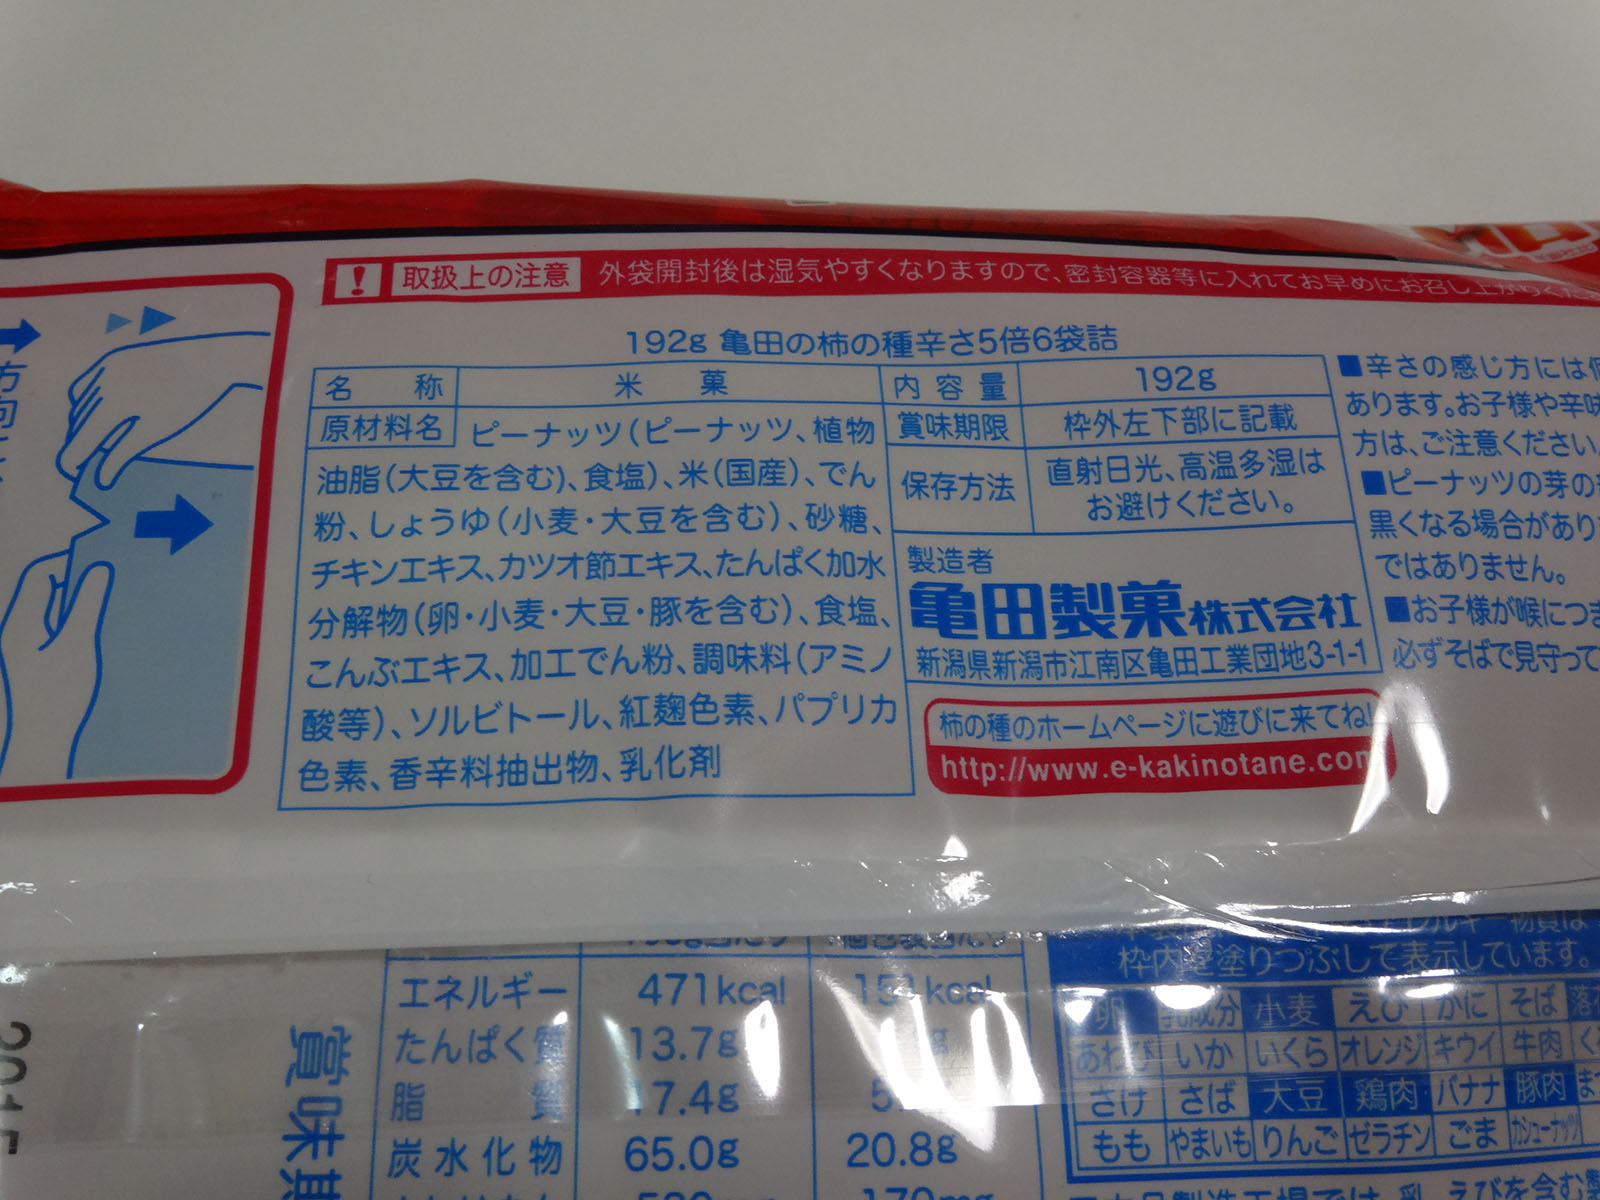 ! 取扱上の注意 外袋開封後は湿気やすくなりますので、密封容器等に入れてお早めにお召し上がりくだ
192g 亀田の柿の種辛さ5倍6袋詰
名称 米菓
原材料名 ピーナッツ(ピーナッツ、植物
油脂(大豆を含む)、食塩)、米(国産)、でん
粉、しょうゆ(小麦・大豆を含む)、砂糖、
チキンエキス、カツオ節エキス、たんぱく加水
分解物(卵・小麦・大豆・豚を含む)、食塩、
こんぶエキス、加工でん粉、調味料(アミノ
酸等)、ソルビトール、紅麹色素、パプリカ
色素、香辛料抽出物、乳化剤
内容量 192g
賞味期限 枠外左下部に記載
保存方法 直射日光、高温多湿は
お避けください。
製造者
亀田製菓株式会社
新潟県新潟市江南区亀田工業団地3-1-1
柿の種のホームページに遊びに来てね!
http://www.e-kakinotane.com
■辛さの感じ方には
あります。お子様や辛味
方は、ご注意ください
■ピーナッツの芽の
黒くなる場合があり
ではありません。
■お子様が喉につま
必ずそばで見守って
方向
エネルギー 471kcal 151kcal
たんぱく質 13.7g
脂質 17.4g
炭水化物 65.0g 20.8g
賞味期
枠内を塗りつぶして表示しています。
卵 乳成分 小麦 えび かに そば
あわび いか いくら オレンジ キウイ 牛肉
さけ さば 大豆 鶏肉 バナナ 豚肉
もも やまいも りんご ゼラチン ごま カシューナッツ